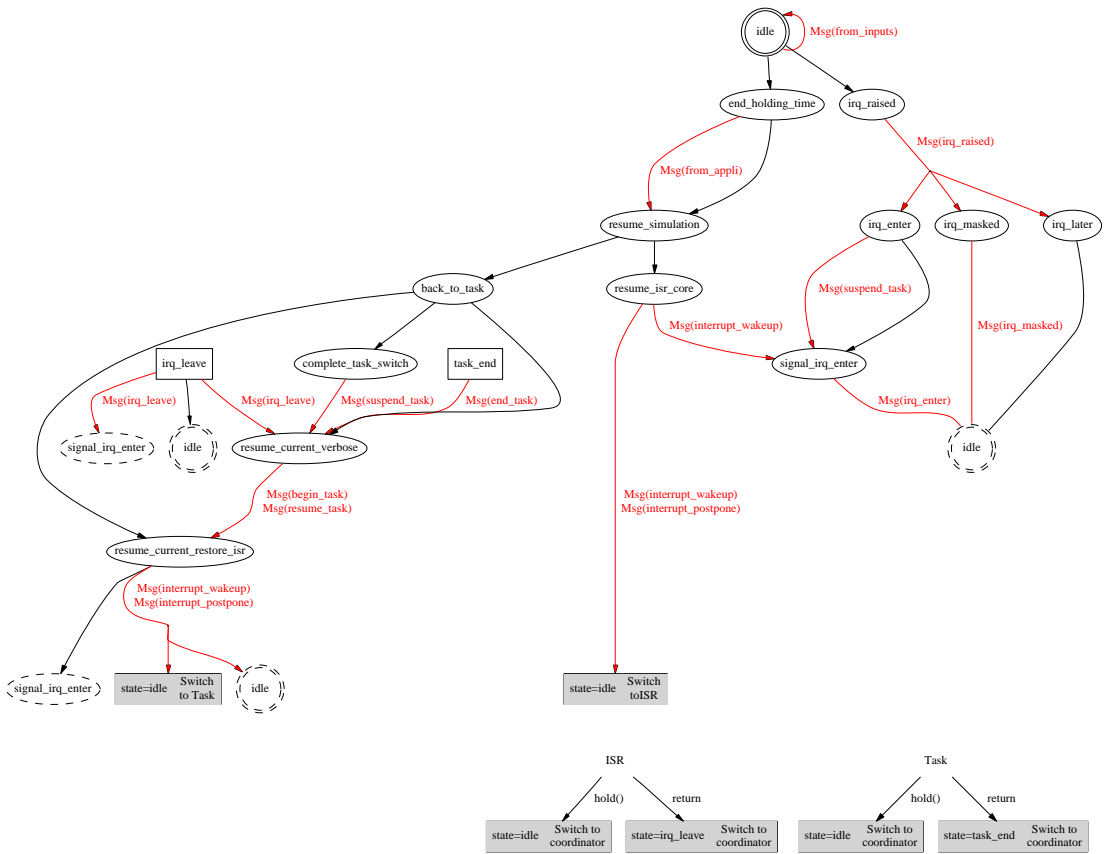 idle
Msg(from_inputs)
end_holding_time
irq_raised
Msg(irq_raised)
Msg(from_appli)
resume_simulation
irq_enter
irq_masked
irq_later
back_to_task
resume_isr_core
Msg(suspend_task)
Msg(interrupt_wakeup)
Msg(irq_masked)
irq_leave
complete_task_switch
task_end
signal_irq_enter
Msg(irq_leave)
Msg(irq_leave)
Msg(suspend_task)
Msg(end_task)
Msg(irq_enter)
signal_irq_enter
idle
resume_current_verbose
idle
Msg(begin_task)
Msg(resume_task)
Msg(interrupt_wakeup)
Msg(interrupt_postpone)
resume_current_restore_isr
Msg(interrupt_wakeup)
Msg(interrupt_postpone)
signal_irq_enter
state=idle
Switch
to Task
idle
state=idle
Switch
toISR
ISR
Task
hold()
return
hold()
return
state=idle
Switch to
coordinator
state=irq_leave
Switch to
coordinator
state=idle
Switch to
coordinator
state=task_end
Switch to
coordinator